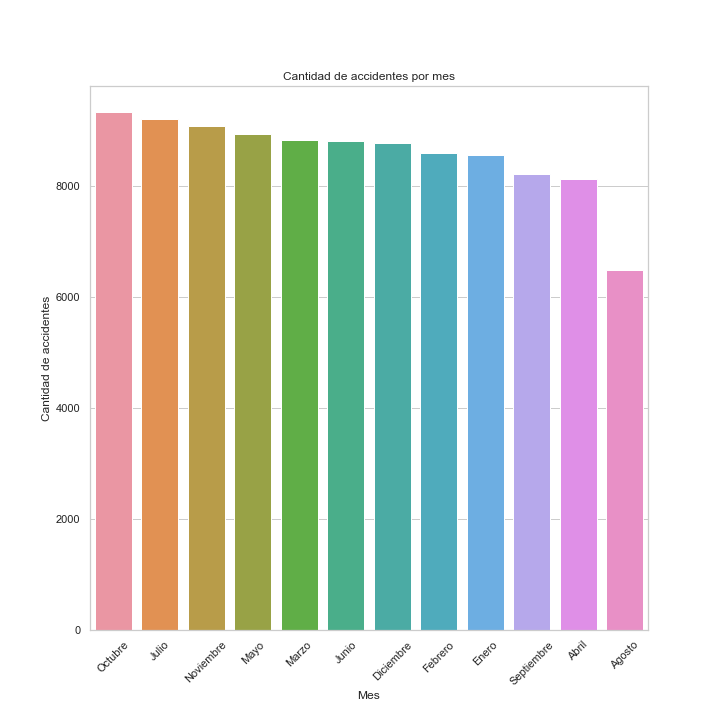 Cantidad de accidentes por mes
Cantidad de accidentes
8000
6000
4000
2000
0
Octubre
Julio
Noviembre
Mayo
Marzo
Junio
Diciembre
Febrero
Enero
Septiembre
Abril
Agosto
Mes